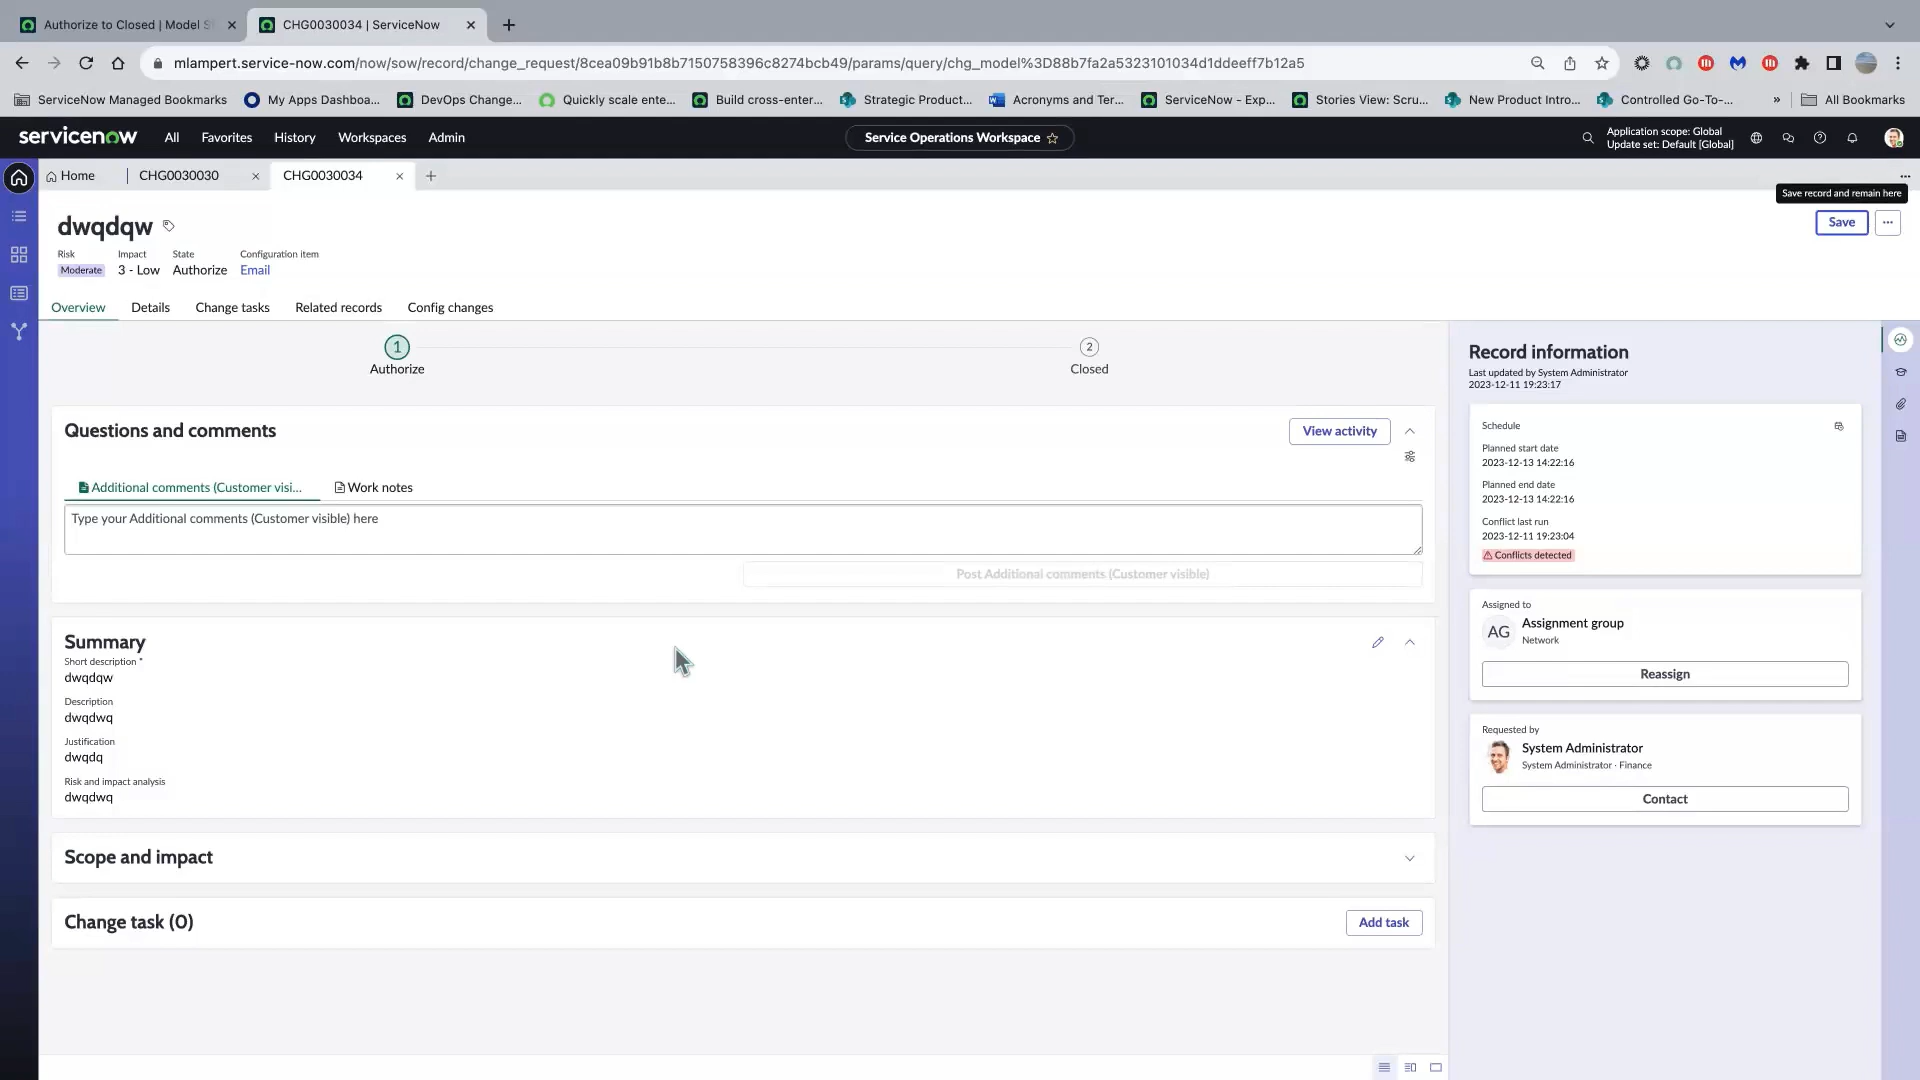 Authorize to Closed | Model S
CHG0030034 | ServiceNow
mlampert.service-now.com/now/sow/record/change_request/8cea09b91b8b7150758396c8274bcb49/params/query/chg_model%3D88b7fa2a5323101034d1ddeeff7b12a5
ServiceNow Managed Bookmarks
My Apps Dashboa...
DevOps Change...
Quickly scale ente...
Build cross-enter...
Strategic Product...
Acronyms and Ter...
ServiceNow - Exp...
Stories View: Scru...
New Product Intro...
Controlled Go-To-...
»
All Bookmarks
servicenow
All
Favorites
History
Workspaces
Admin
Service Operations Workspace
Application scope: Global
Update set: Default [Global]
Home
CHG0030030
CHG0030034
Save record and remain here
dwqdqw
Save
Risk
Impact
State
Configuration item
Moderate
3 - Low
Authorize
Email
Overview
Details
Change tasks
Related records
Config changes
1
Authorize
2
Closed
Questions and comments
View activity
Additional comments (Customer visi...
Work notes
Type your Additional comments (Customer visible) here
Post Additional comments (Customer visible)
Summary
Short description *
dwqdqw
Description
dwqdwq
Justification
dwqdq
Risk and impact analysis
dwqdwq
Scope and impact
Change task (0)
Add task
Record information
Last updated by System Administrator
2023-12-11 19:23:17
Schedule
Planned start date
2023-12-13 14:22:16
Planned end date
2023-12-13 14:22:16
Conflict last run
2023-12-11 19:23:04
Conflicts detected
Assigned to
AG
Assignment group
Network
Reassign
Requested by
System Administrator
System Administrator · Finance
Contact